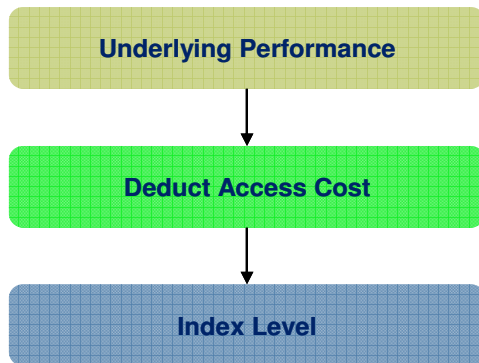 Underlying Performance
Deduct Access Cost
Index Level